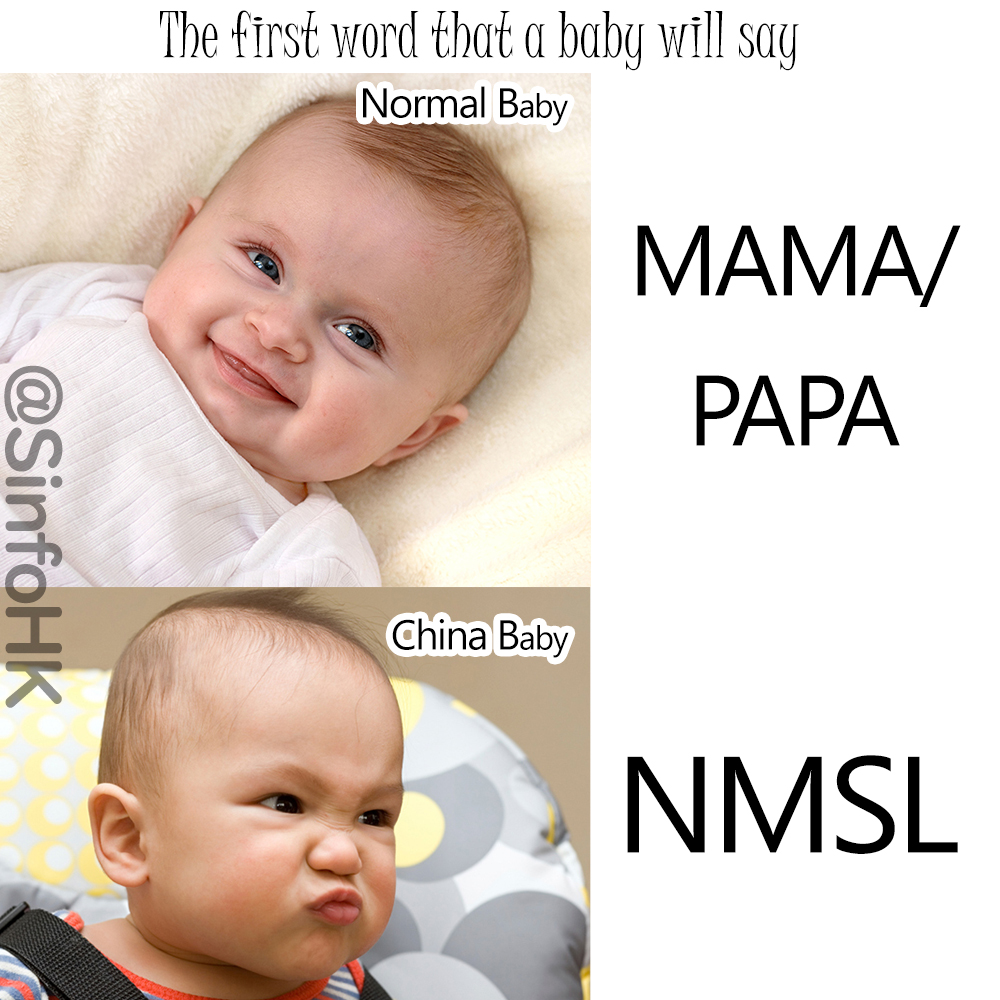 The first word that a baby will say
Normal Baby
MAMA/
PAPA
@SinfoHK
China Baby
NMSL